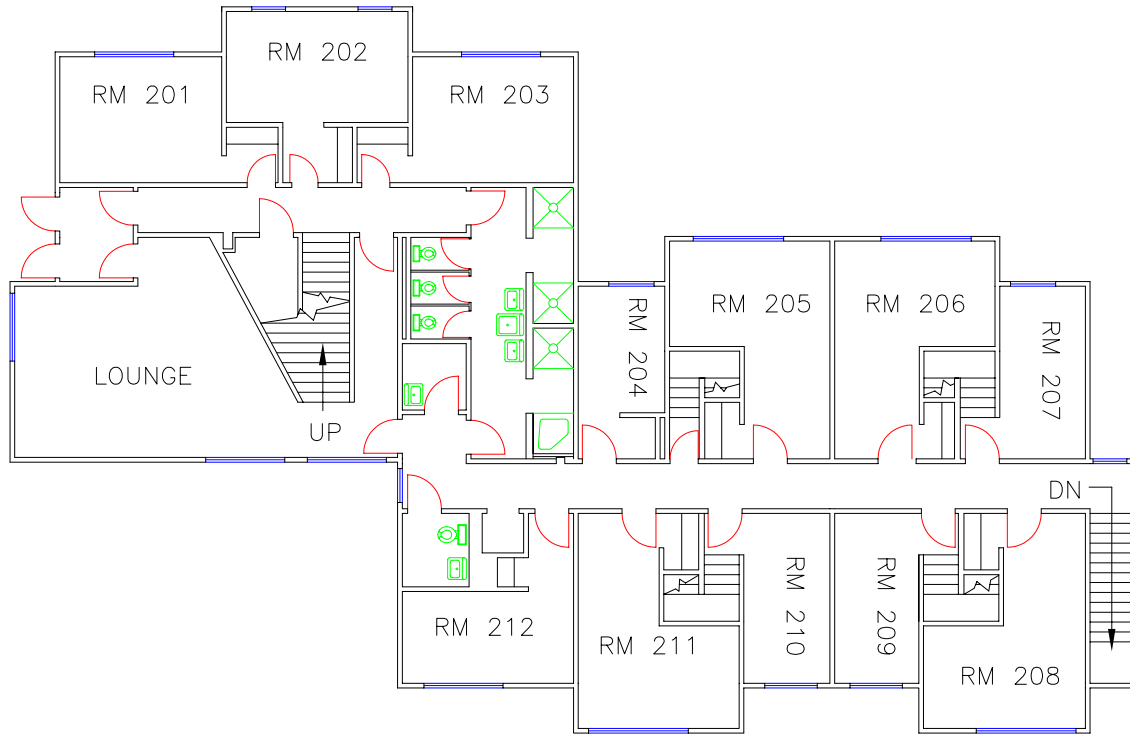 RM 202
RM 201
RM 203
RM 204
RM 205
RM 206
RM 207
LOUNGE
UP
DN
RM 212
RM 211
RM 210
RM 209
RM 208